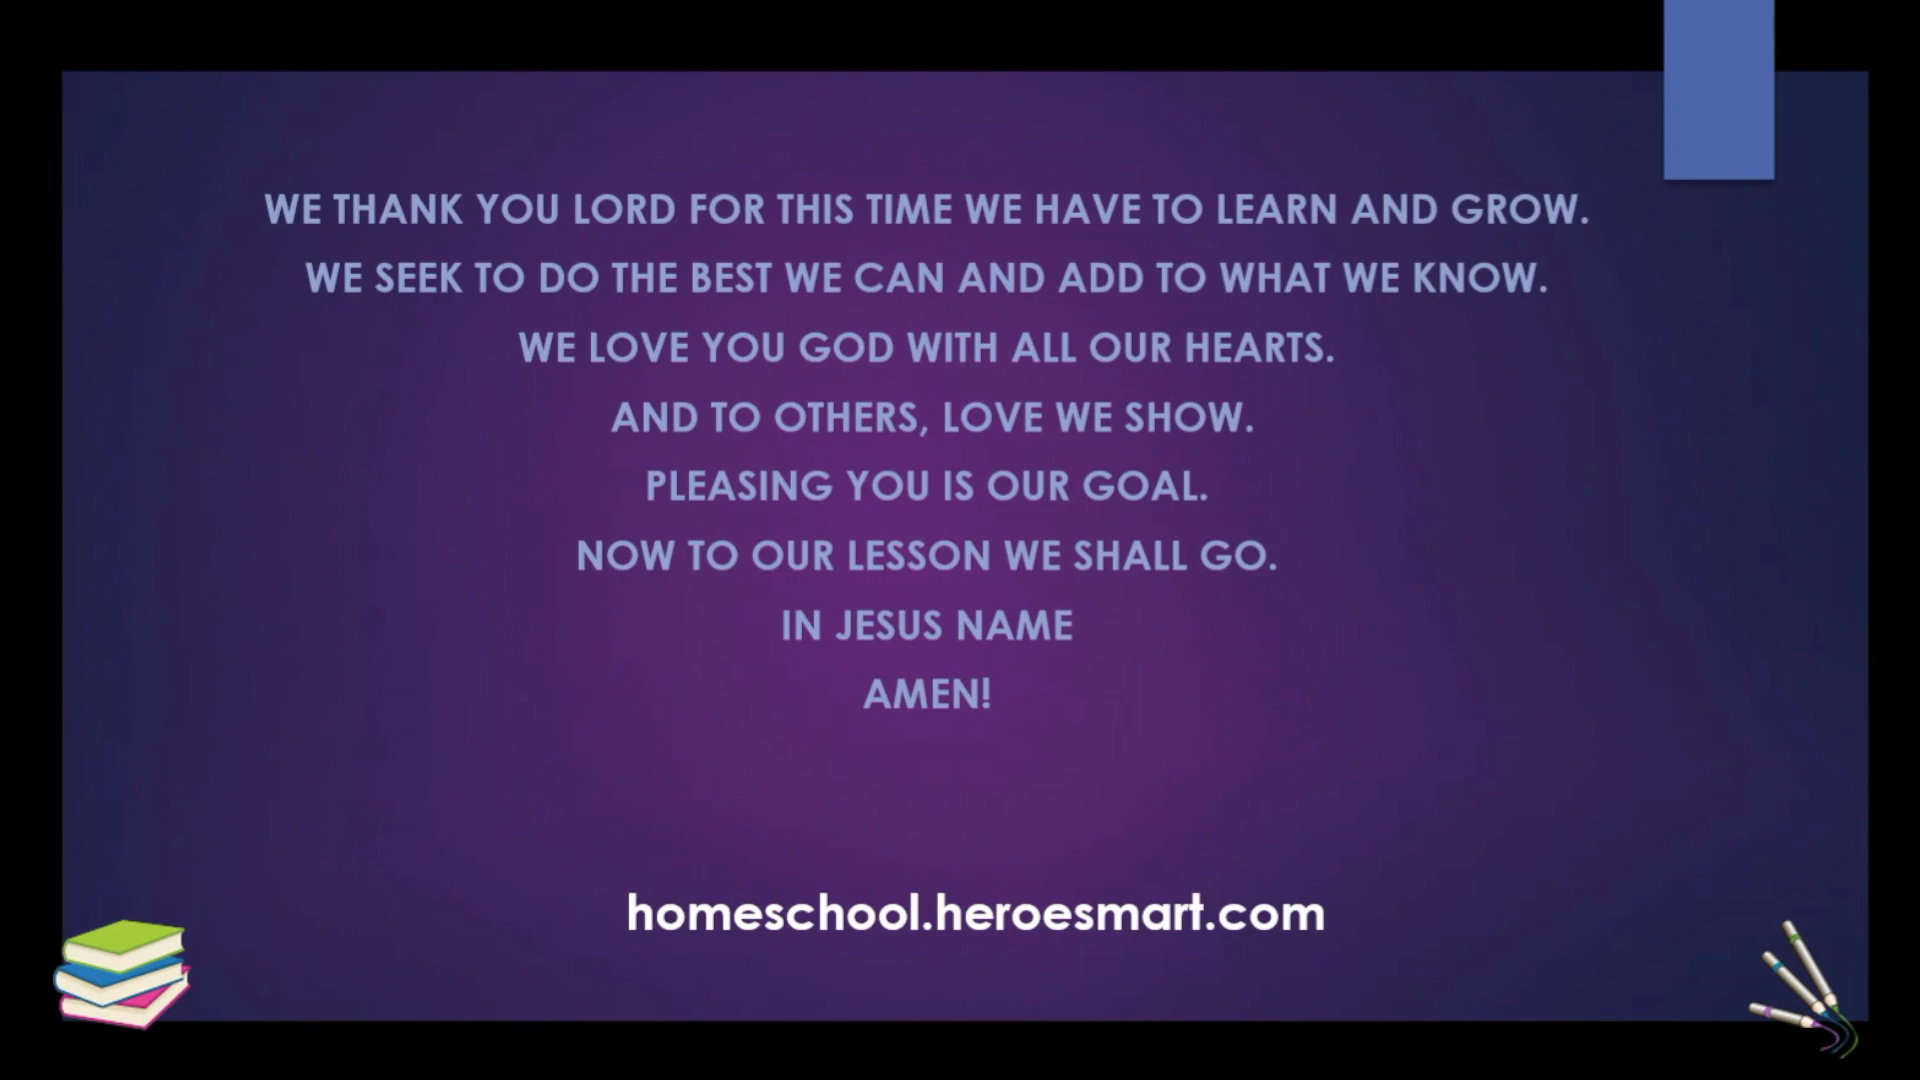 WE THANK YOU LORD FOR THIS TIME WE HAVE TO LEARN AND GROW.
WE SEEK TO DO THE BEST WE CAN AND ADD TO WHAT WE KNOW.
WE LOVE YOU GOD WITH ALL OUR HEARTS.
AND TO OTHERS, LOVE WE SHOW.
PLEASING YOU IS OUR GOAL.
NOW TO OUR LESSON WE SHALL GO.
IN JESUS NAME
AMEN!
homeschool.heroesmart.com